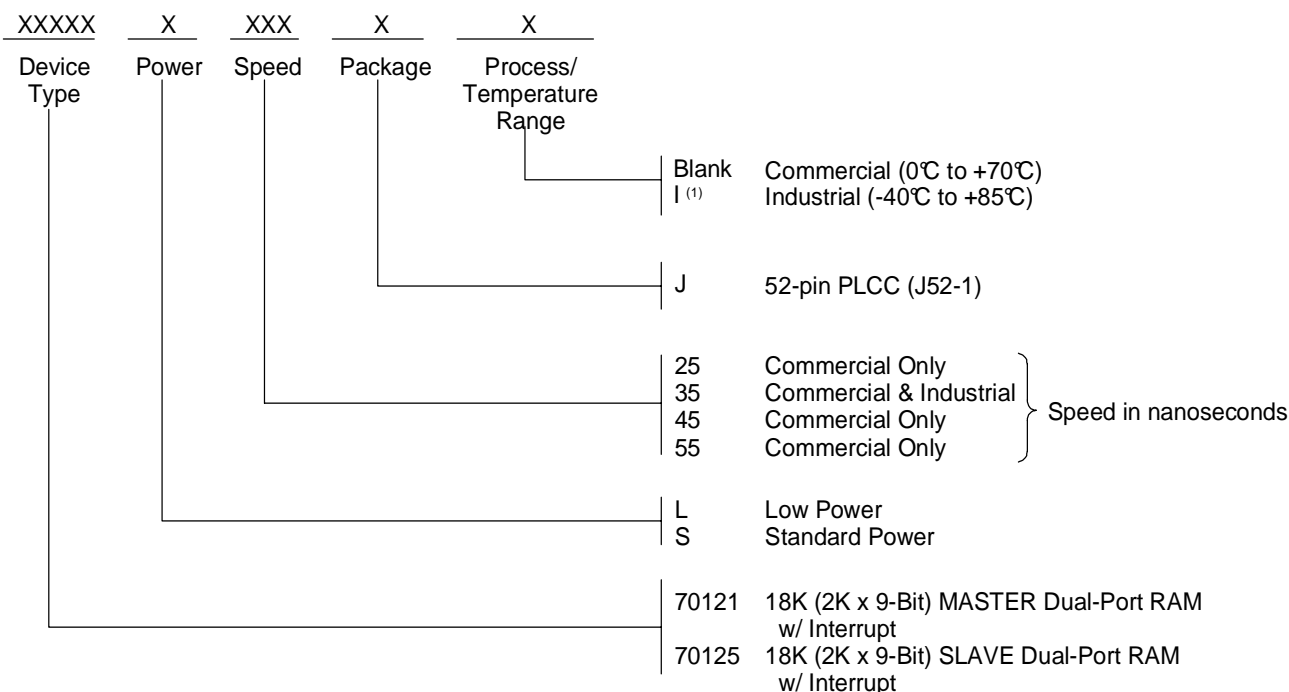 XXXXX X XXX X X
Device Type
Power
Speed
Package
Process/
Temperature
Range
Blank Commercial (0°C to +70°C)
I (1) Industrial (-40°C to +85°C)
J 52-pin PLCC (J52-1)
25 Commercial Only
35 Commercial & Industrial
45 Commercial Only
55 Commercial Only
Speed in nanoseconds
L Low Power
S Standard Power
70121 18K (2K x 9-Bit) MASTER Dual-Port RAM
w/ Interrupt
70125 18K (2K x 9-Bit) SLAVE Dual-Port RAM
w/ Interrupt